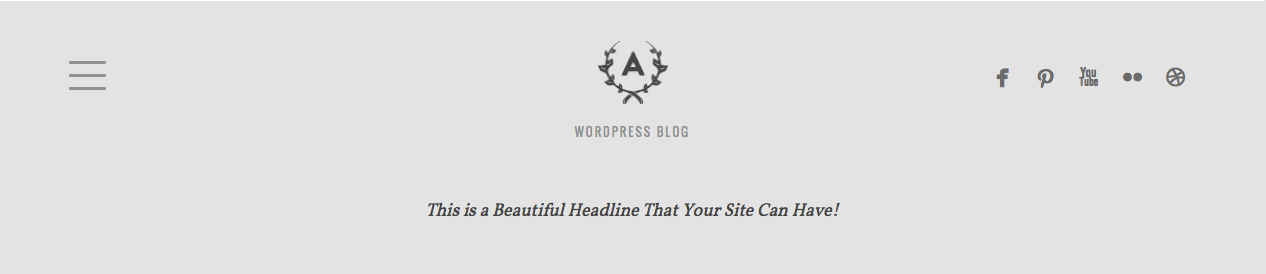 A
You
Tube
WORDPRESS BLOG
This is a Beautiful Headline That Your Site Can Have!